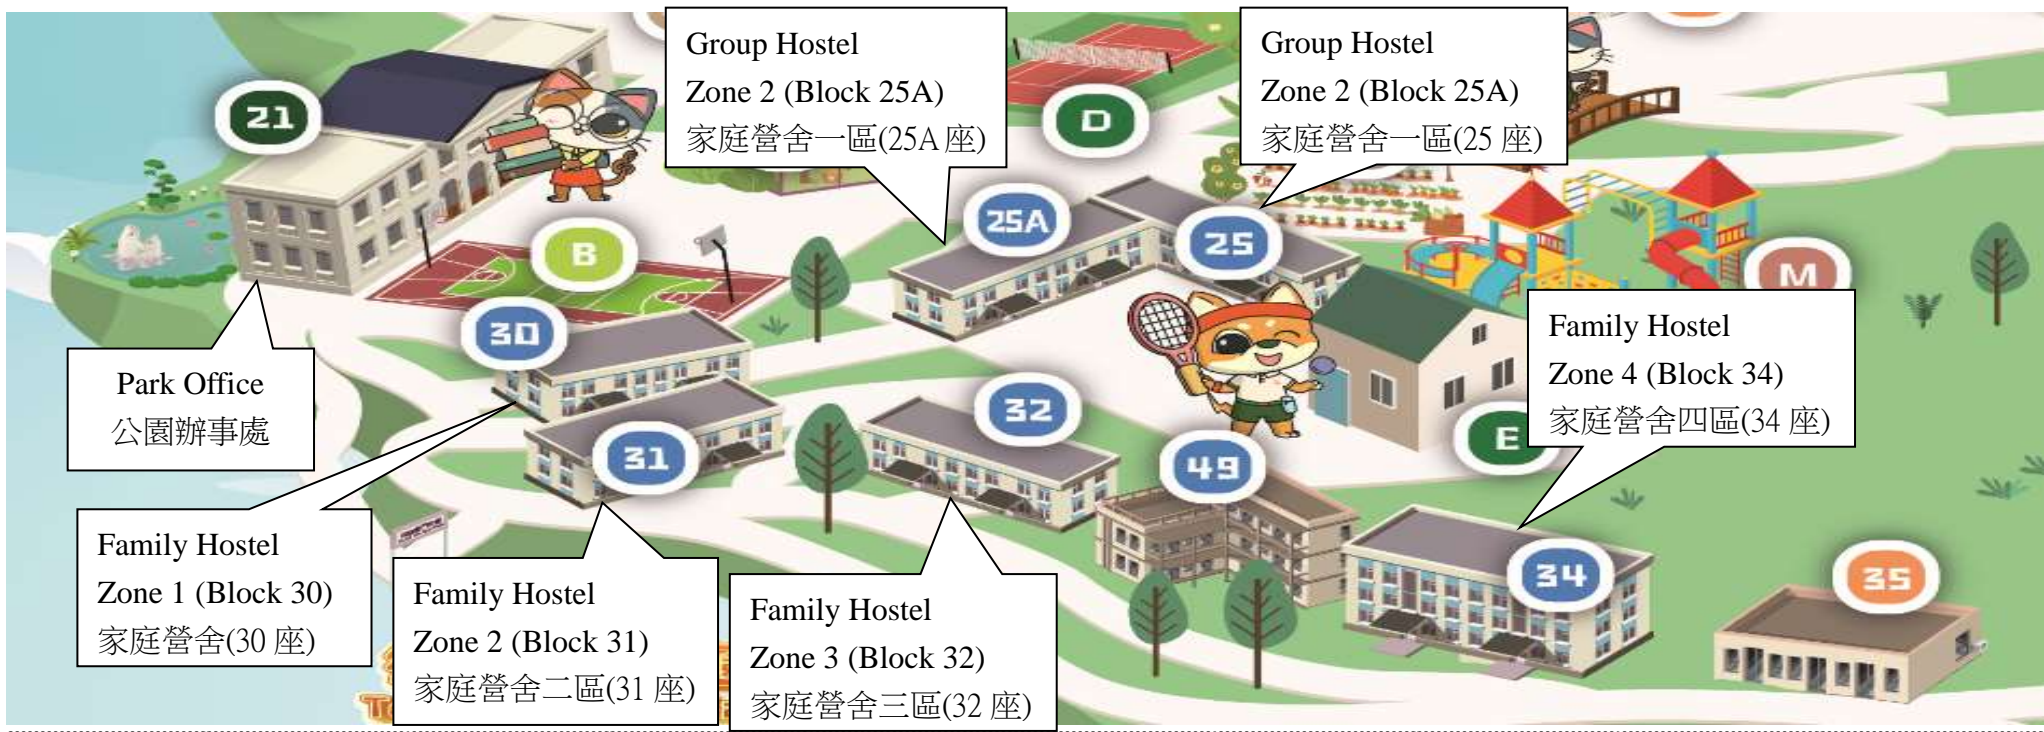 Group Hostel
Zone 2 (Block 25A)
家庭營舍一區(25A座)
Group Hostel
Zone 2 (Block 25A)
家庭營舍一區(25 座)
21
D
25A
25
B
M
30
Family Hostel
Zone 4 (Block 34)
家庭營舍四區(34 座)
Park Office
公園辦事處
32
31
E
49
Family Hostel
Zone 1 (Block 30)
家庭營舍(30 座)
Family Hostel
Zone 2 (Block 31)
家庭營舍二區(31 座)
Family Hostel
Zone 3 (Block 32)
家庭營舍三區(32 座)
34
35